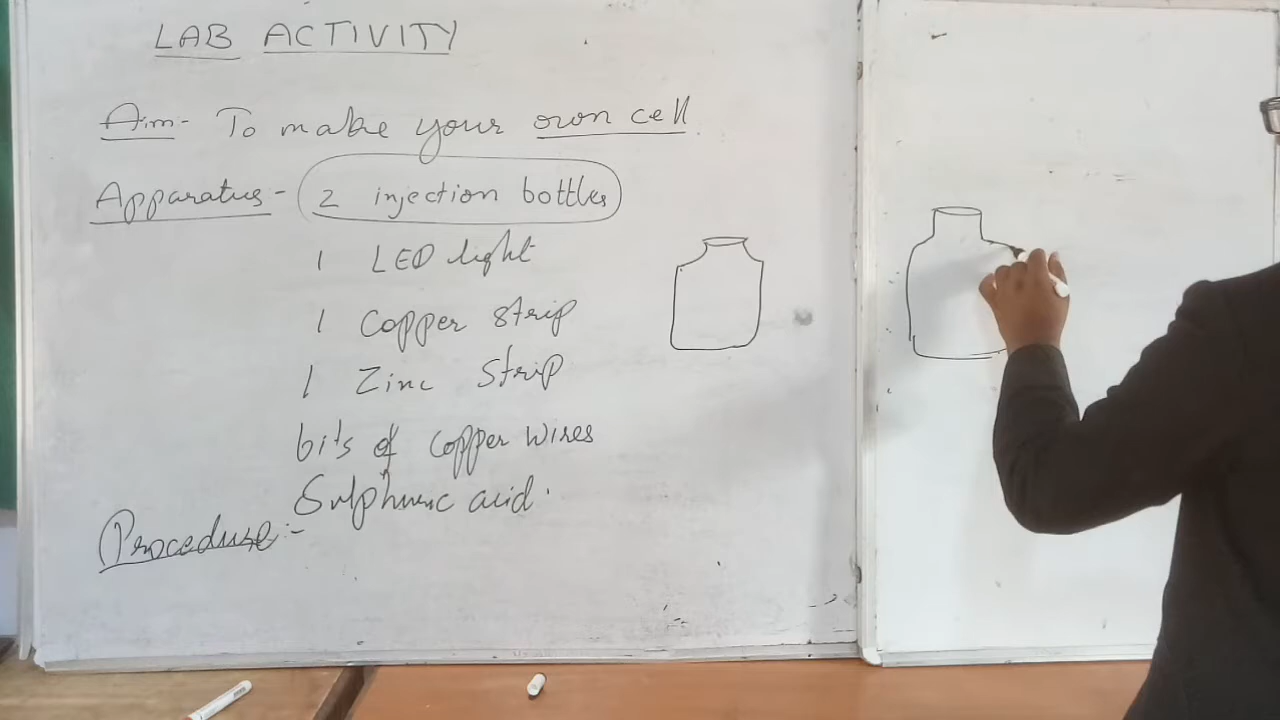 LAB ACTIVITY
Aim- To make your own cell.
Apparatus- 2 injection bottles
1 LED light
1 Copper strip
1 Zinc strip
bits of copper wires
Sulphuric acid.
Procedure:-